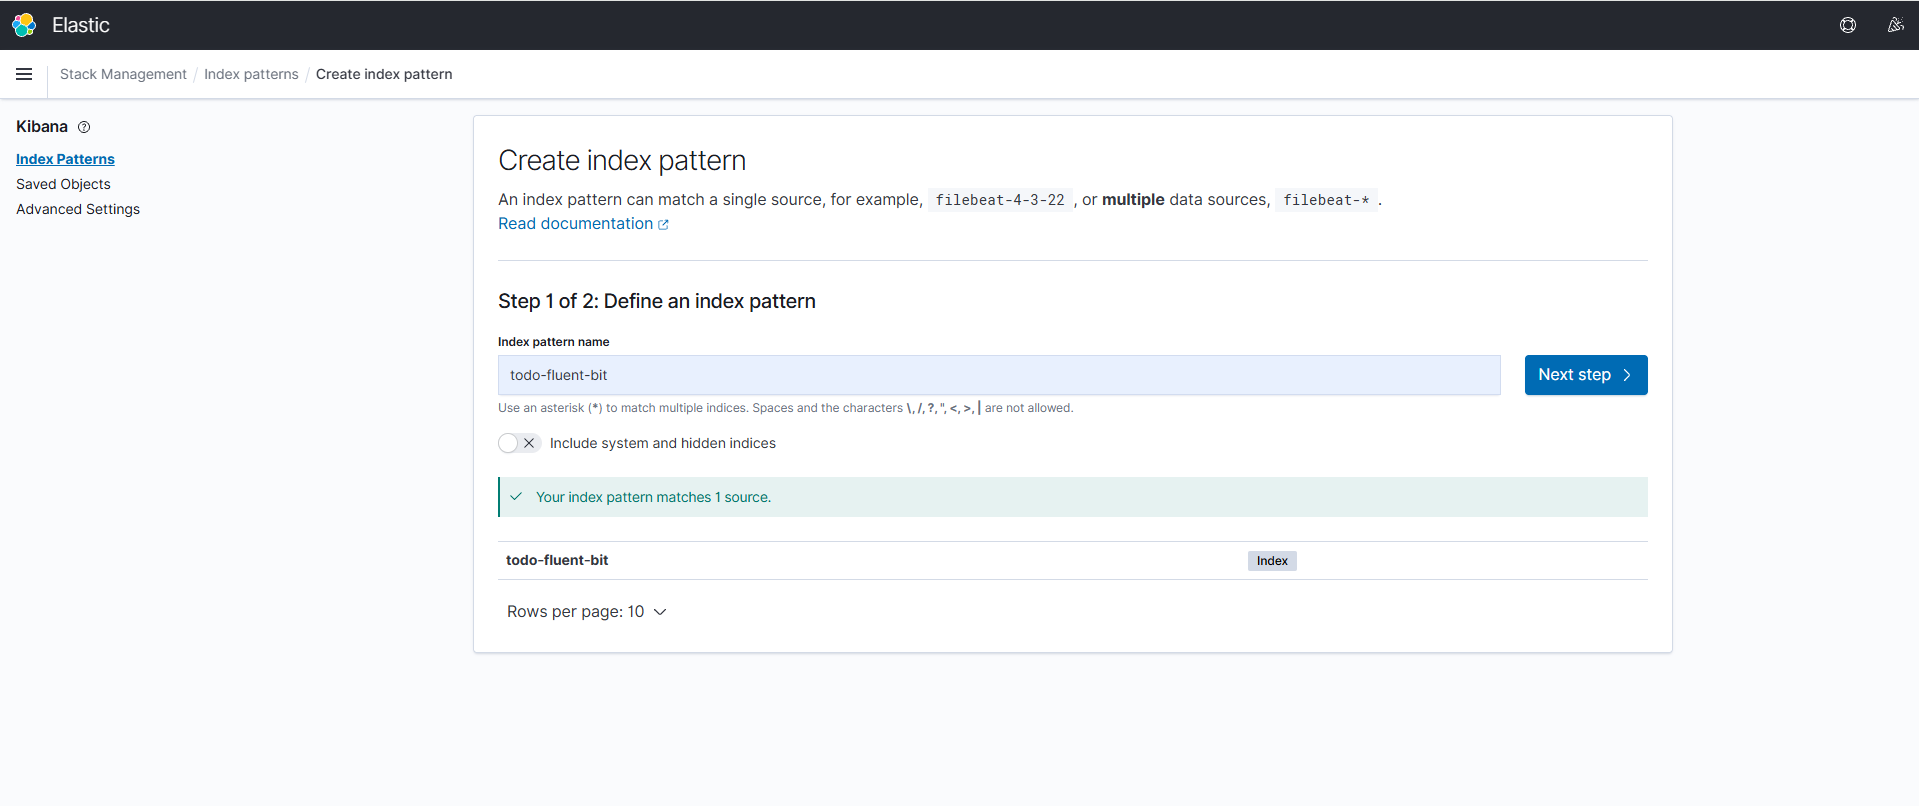 Elastic
Stack Management / Index patterns / Create index pattern
Kibana
Index Patterns
Saved Objects
Advanced Settings
Create index pattern
An index pattern can match a single source, for example, filebeat-4-3-22 , or multiple data sources, filebeat-* .
Read documentation
Step 1 of 2: Define an index pattern
Index pattern name
todo-fluent-bit
Next step
Use an asterisk (*) to match multiple indices. Spaces and the characters \, /, ?, ", <, >, | are not allowed.
Include system and hidden indices
Your index pattern matches 1 source.
todo-fluent-bit Index
Rows per page: 10